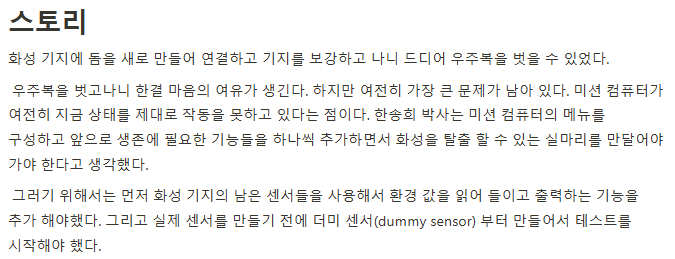 스토리
화성 기지에 돔을 새로 만들어 연결하고 기지를 보강하고 나니 드디어 우주복을 벗을 수 있었다.
우주복을 벗고나니 한결 마음의 여유가 생긴다. 하지만 여전히 가장 큰 문제가 남아 있다. 미션 컴퓨터가
여전히 지금 상태를 제대로 작동을 못하고 있다는 점이다. 한송희 박사는 미션 컴퓨터의 메뉴를
구성하고 앞으로 생존에 필요한 기능들을 하나씩 추가하면서 화성을 탈출 할 수 있는 실마리를 만달어야
가야 한다고 생각했다.
그러기 위해서는 먼저 화성 기지의 남은 센서들을 사용해서 환경 값을 읽어 들이고 출력하는 기능을
추가 해야했다. 그리고 실제 센서를 만들기 전에 더미 센서(dummy sensor) 부터 만들어서 테스트를
시작해야 했다.